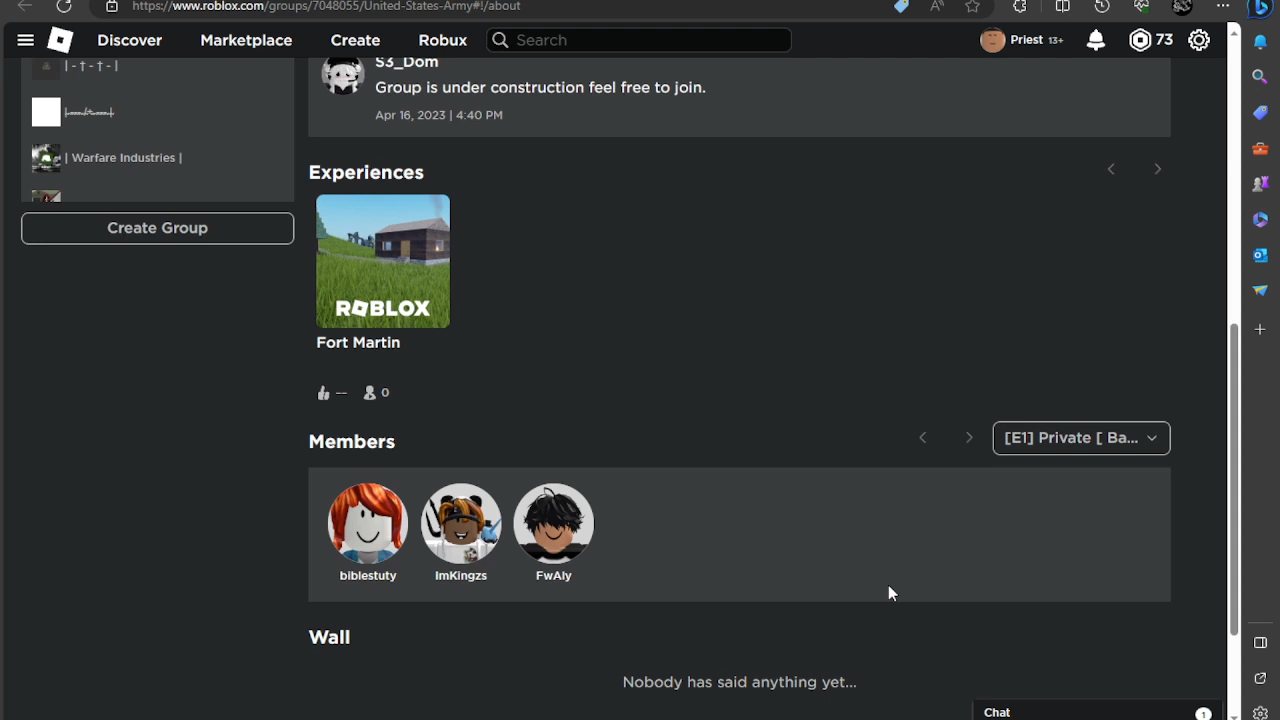 https://www.roblox.com/groups/7048055/United-States-Army#!/about
Discover Marketplace Create Robux Search Priest 13+ 73
|-†-†-|
| Warfare Industries |
Create Group
S3_Dom
Group is under construction feel free to join.
Apr 16, 2023 | 4:40 PM
Experiences
ROBLOX
Fort Martin
-- 0
Members
[E1] Private [ Ba...
biblestuty ImKingzs FwAly
Wall
Nobody has said anything yet...
Chat 1